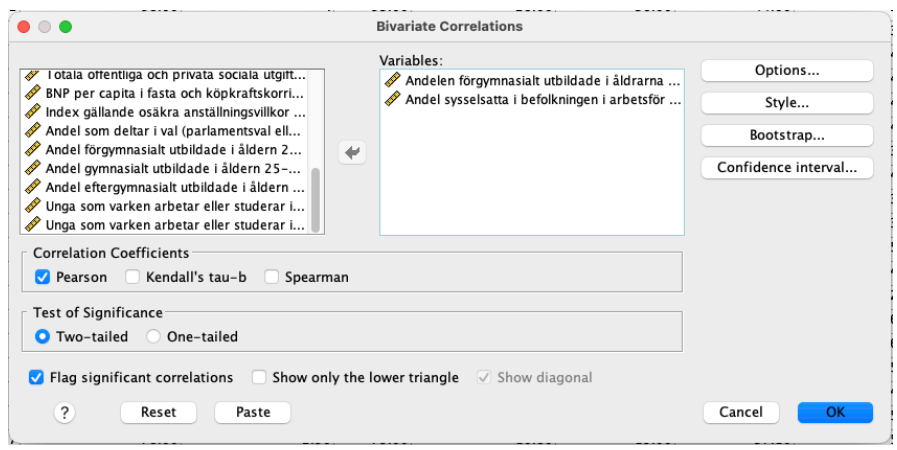 Bivariate Correlations
Variables:
Totala offentliga och privata sociala utgift...
BNP per capita i fasta och köpkraftskorri...
Index gällande osäkra anställningsvillkor ...
Andel som deltar i val (parlamentsval ell...
Andel förgymnasialt utbildade i åldern 2...
Andel gymnasialt utbildade i åldern 25-...
Andel eftergymnasialt utbildade i åldern ...
Unga som varken arbetar eller studerar i...
Unga som varken arbetar eller studerar i...
Andelen förgymnasialt utbildade i åldrarna ...
Andel sysselsatta i befolkningen i arbetsför ...
Options...
Style...
Bootstrap...
Confidence interval...
Correlation Coefficients
Pearson Kendall's tau-b Spearman
Test of Significance
Two-tailed One-tailed
Flag significant correlations Show only the lower triangle Show diagonal
? Reset Paste Cancel OK